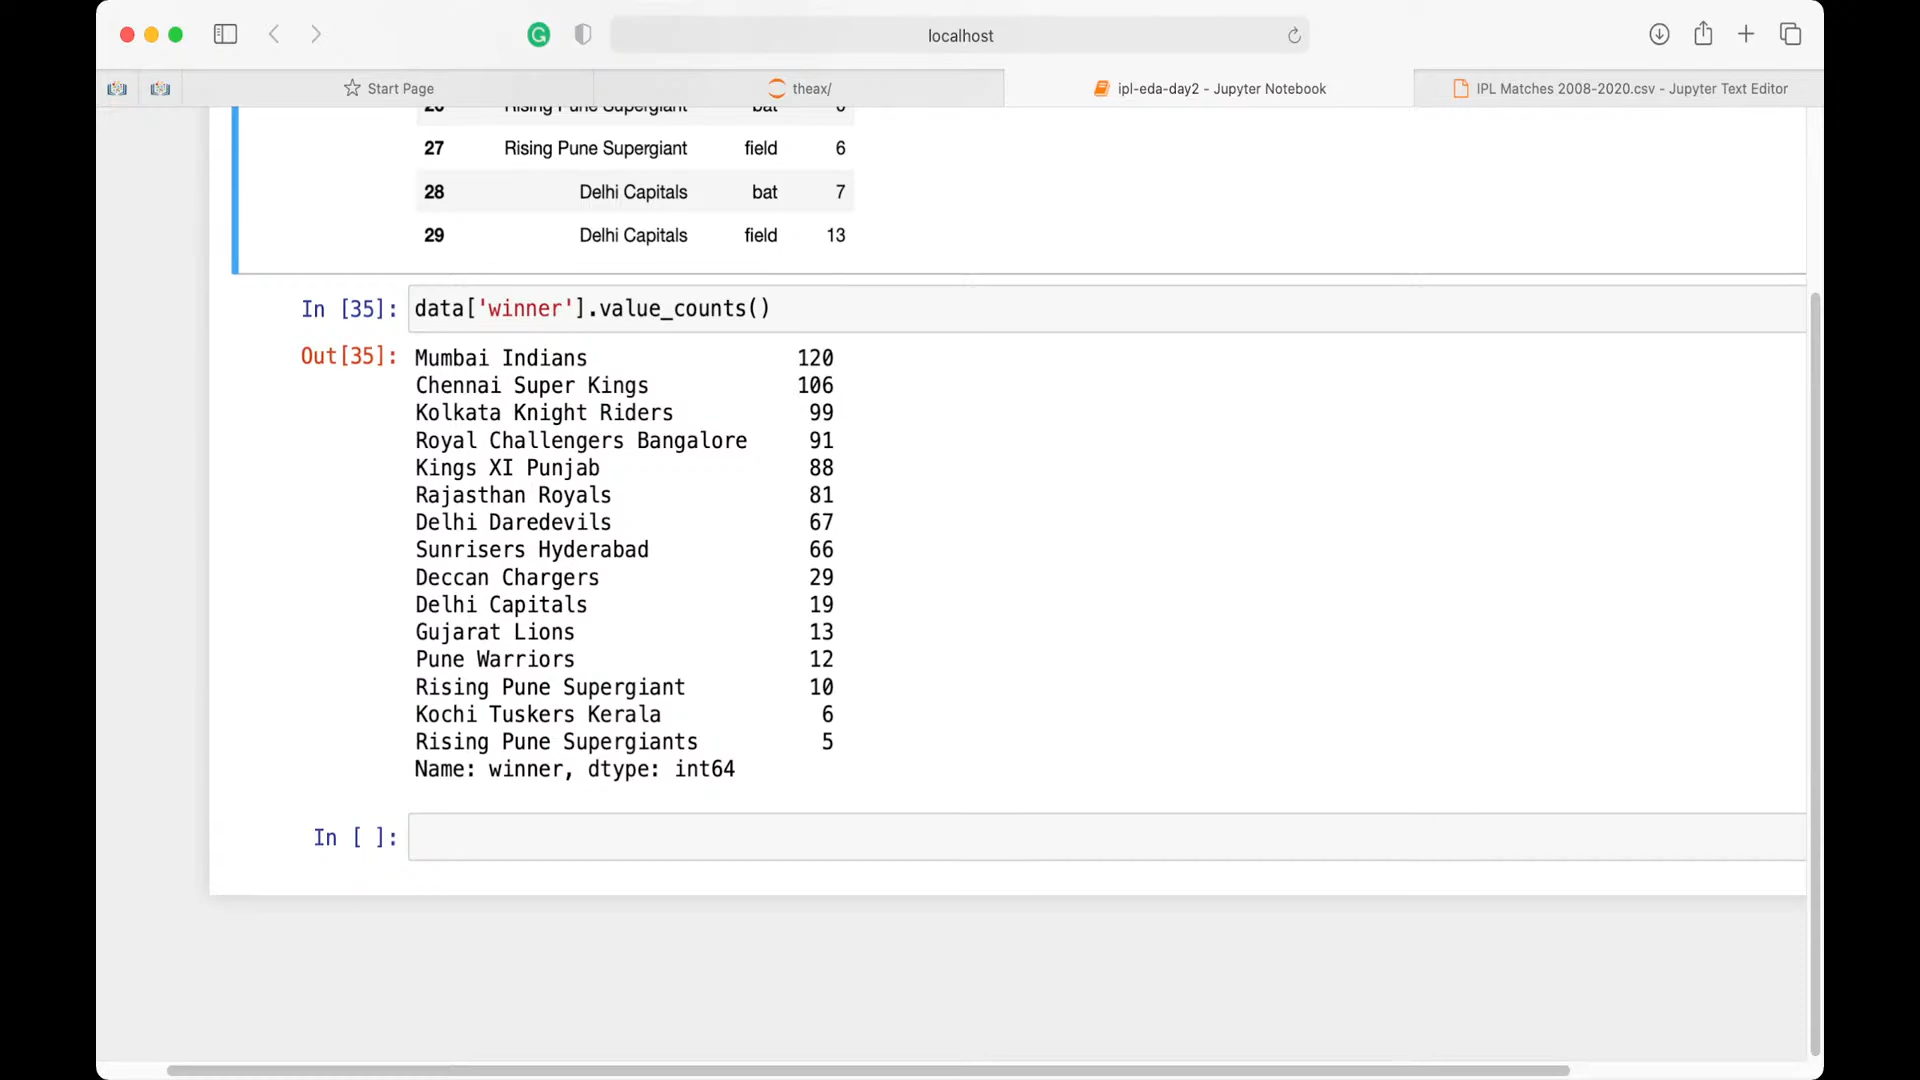 localhost
Start Page
theax/
ipl-eda-day2 - Jupyter Notebook
IPL Matches 2008-2020.csv - Jupyter Text Editor
26 Rising Pune Supergiant bat
27 Rising Pune Supergiant field 6
28 Delhi Capitals bat 7
29 Delhi Capitals field 13
In [35]: data['winner'].value_counts()
Out[35]: Mumbai Indians 120
Chennai Super Kings 106
Kolkata Knight Riders 99
Royal Challengers Bangalore 91
Kings XI Punjab 88
Rajasthan Royals 81
Delhi Daredevils 67
Sunrisers Hyderabad 66
Deccan Chargers 29
Delhi Capitals 19
Gujarat Lions 13
Pune Warriors 12
Rising Pune Supergiant 10
Kochi Tuskers Kerala 6
Rising Pune Supergiants 5
Name: winner, dtype: int64
In [ ]: